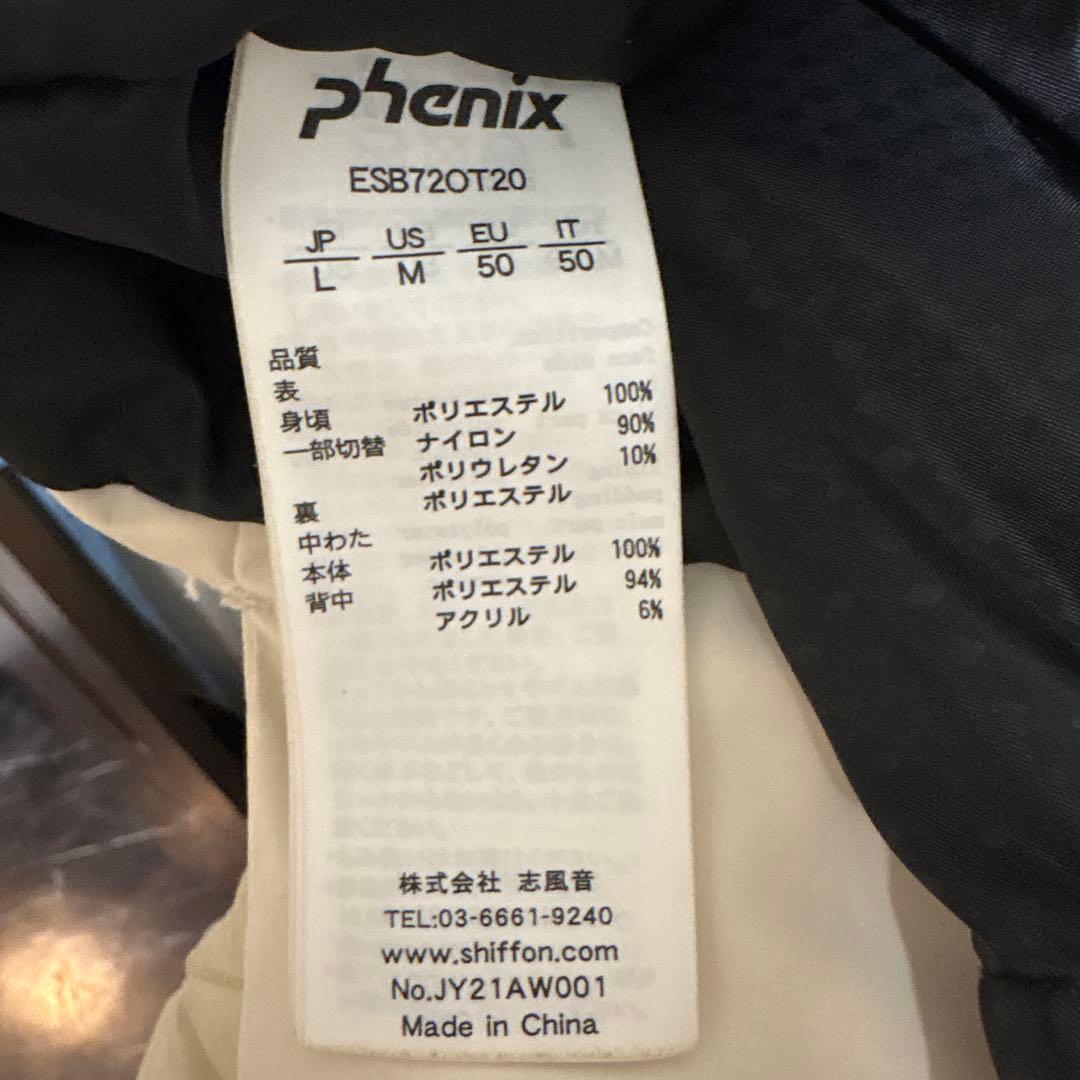 phenix
ESB72OT20
JP US EU IT
L M 50 50
品質
表
身頃 ポリエステル 100%
一部切替 ナイロン 90%
ポリウレタン 10%
裏 ポリエステル
中わた
本体 ポリエステル 100%
背中 ポリエステル 94%
アクリル 6%
株式会社 志風音
TEL:03-6661-9240
www.shiffon.com
No.JY21AW001
Made in China